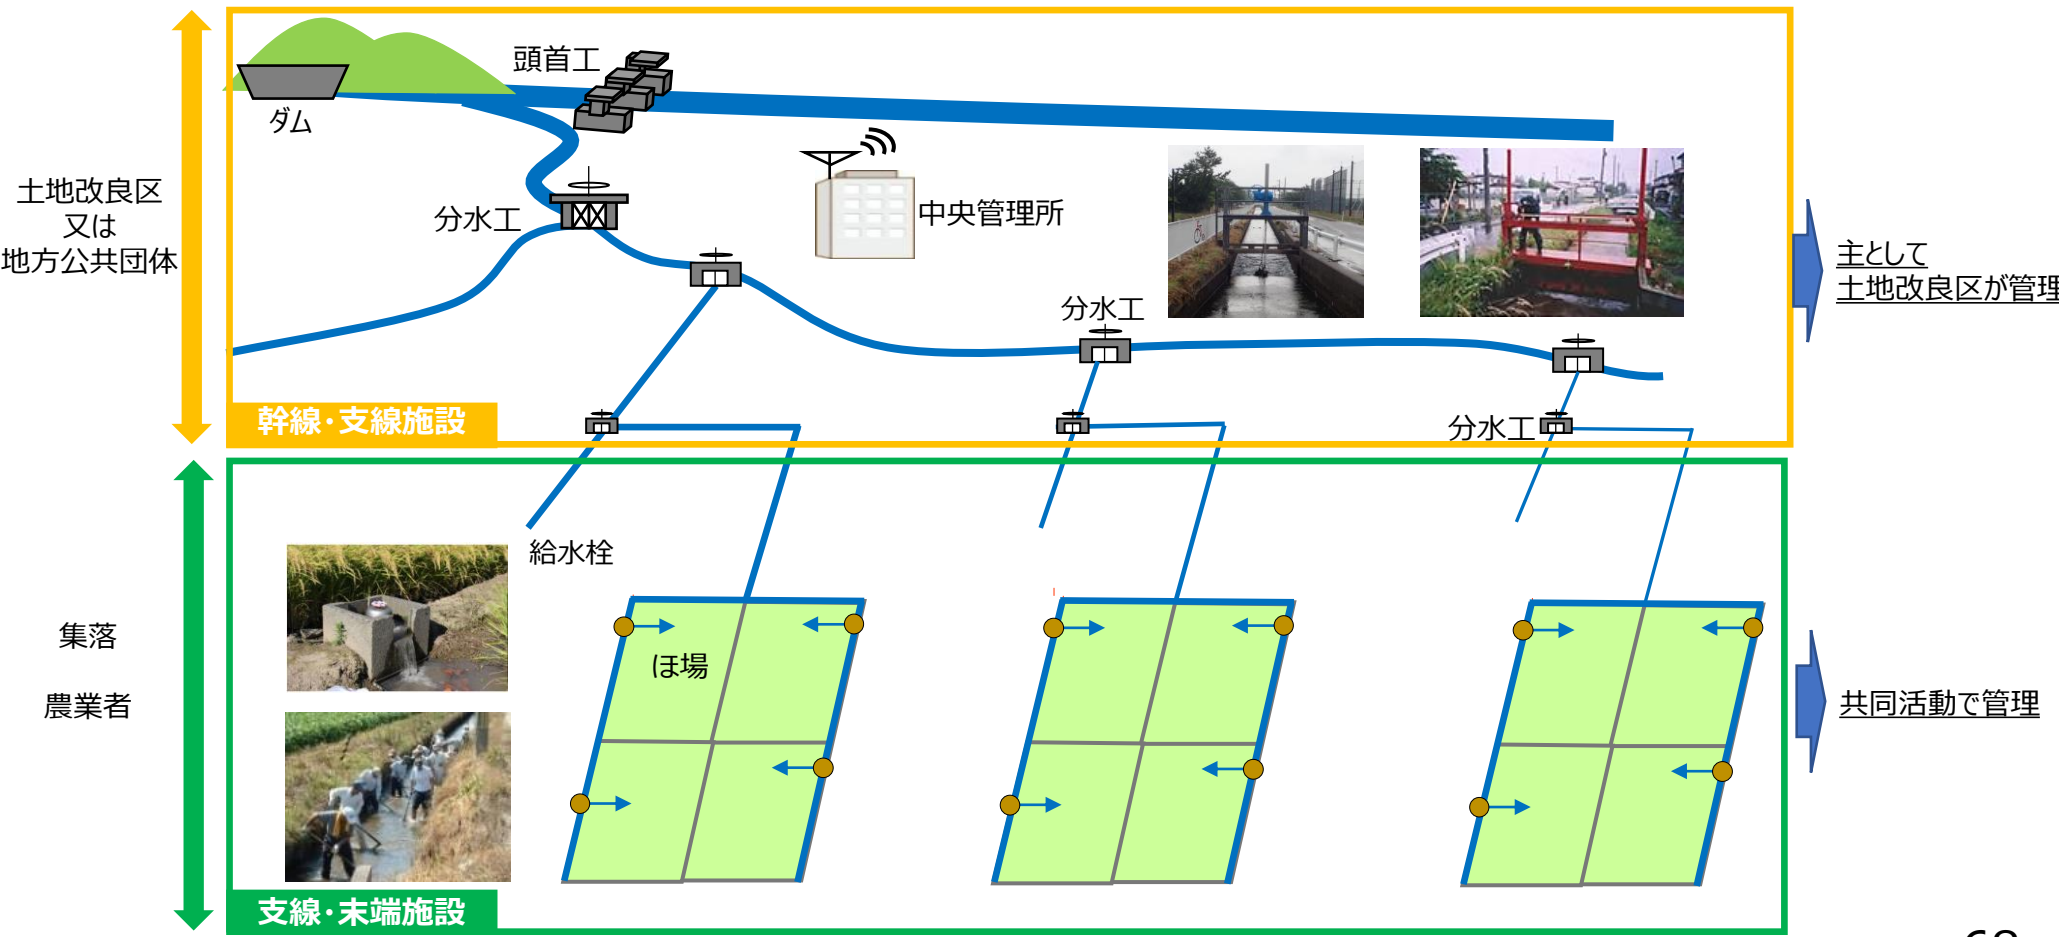 頭首工
ダム
土地改良区
又は
地方公共団体
分水工
中央管理所
主として
土地改良区が管理
分水工
幹線・支線施設
分水工
給水栓
集落
農業者
ほ場
共同活動で管理
支線・末端施設